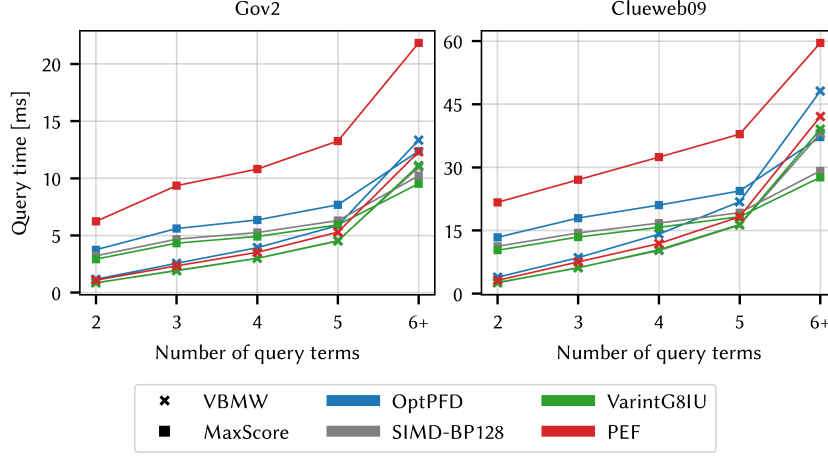 Gov2
Clueweb09
Query time [ms]
20
15
10
5
0
60
45
30
15
0
2 3 4 5 6+
2 3 4 5 6+
Number of query terms
Number of query terms
VBMW OptPFD VarintG8IU
MaxScore SIMD-BP128 PEF